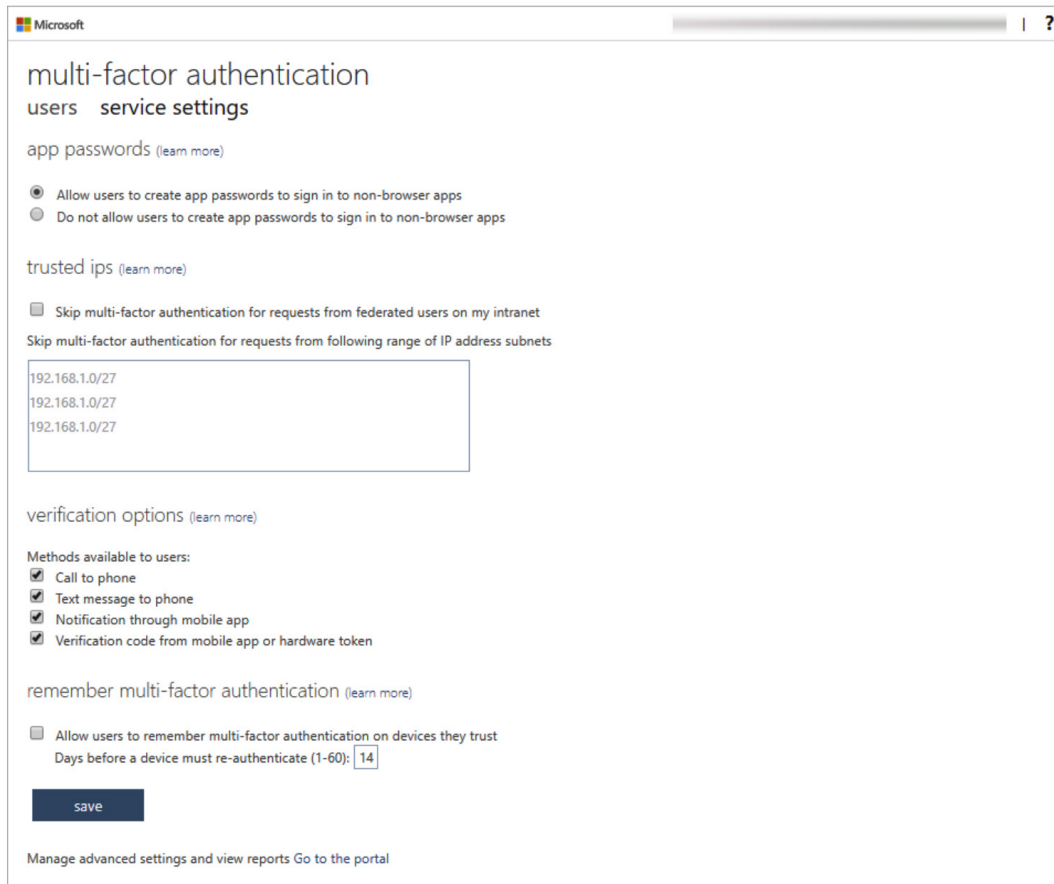 Microsoft | ?
multi-factor authentication
users service settings
app passwords (learn more)
Allow users to create app passwords to sign in to non-browser apps
Do not allow users to create app passwords to sign in to non-browser apps
trusted ips (learn more)
Skip multi-factor authentication for requests from federated users on my intranet
Skip multi-factor authentication for requests from following range of IP address subnets
192.168.1.0/27
192.168.1.0/27
192.168.1.0/27
verification options (learn more)
Methods available to users:
Call to phone
Text message to phone
Notification through mobile app
Verification code from mobile app or hardware token
remember multi-factor authentication (learn more)
Allow users to remember multi-factor authentication on devices they trust
Days before a device must re-authenticate (1-60): 14
save
Manage advanced settings and view reports Go to the portal